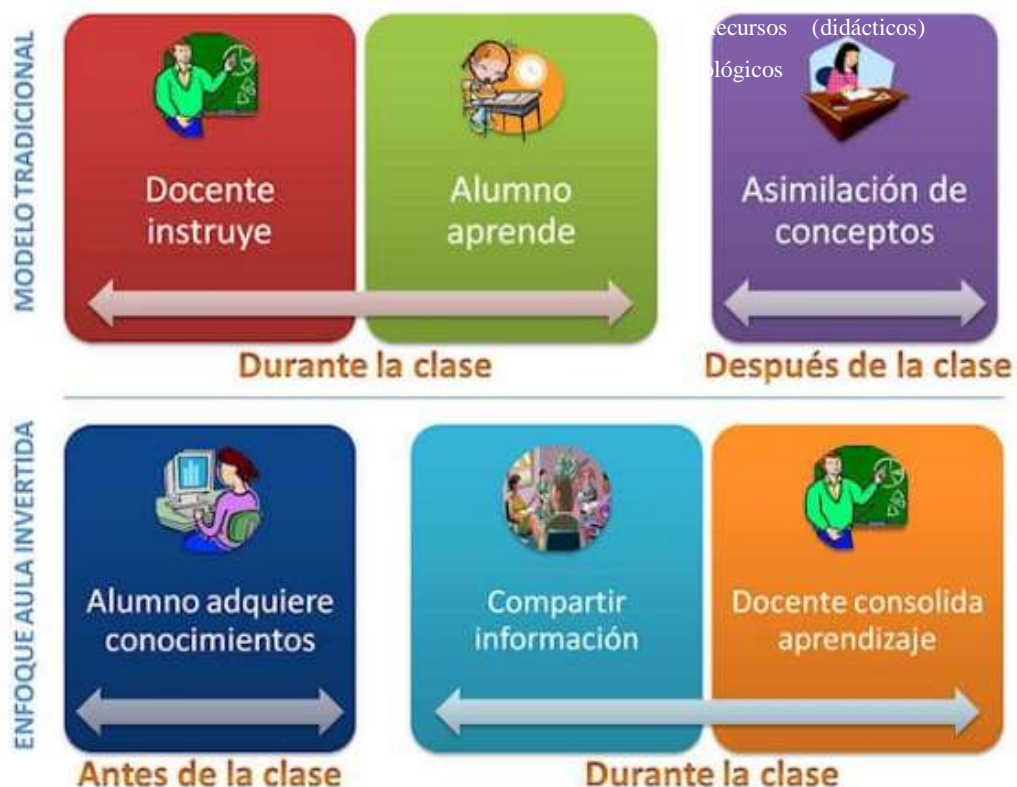 MODELO TRADICIONAL
(didácticos)
Docente
instruye
Alumno
aprende
Asimilación de
conceptos
Durante la clase
Después de la clase
ENFOQUE AULA INVERTIDA
Alumno adquiere
conocimientos
Compartir
información
Docente consolida
aprendizaje
Antes de la clase
Durante la clase